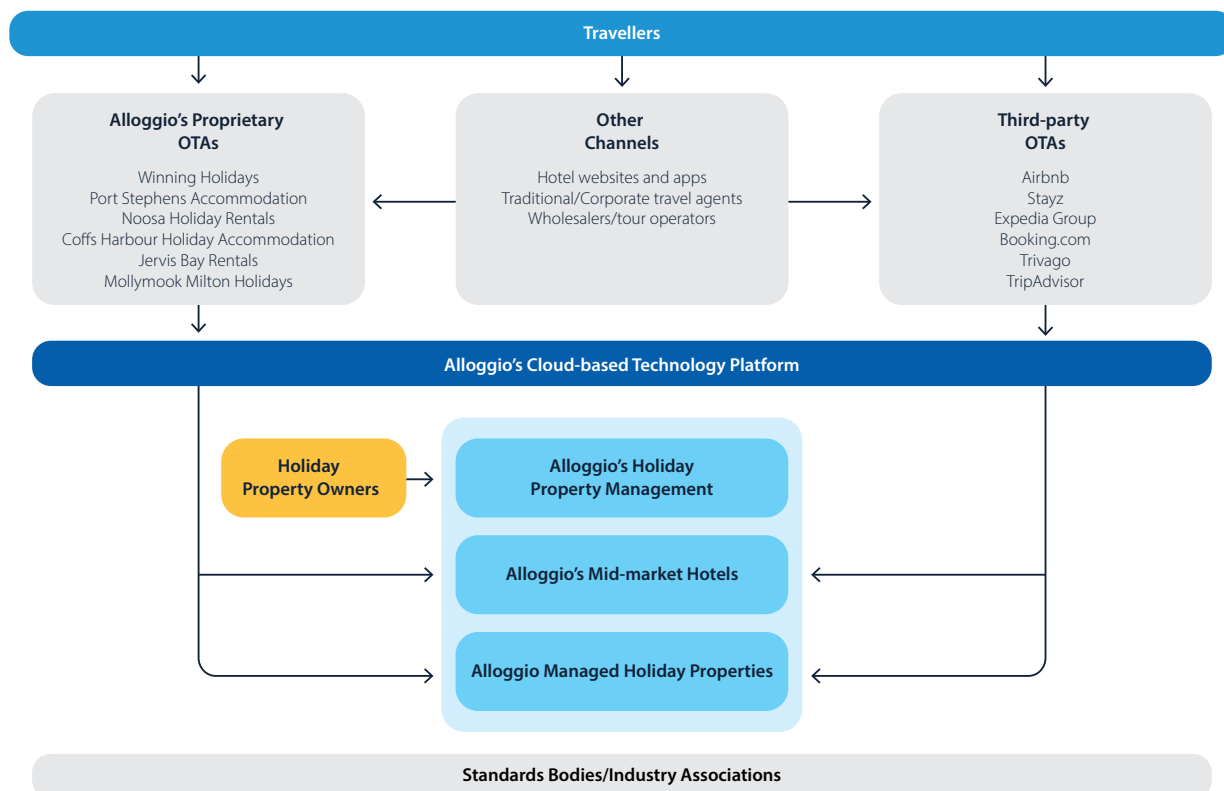 Travellers
Alloggio’s Proprietary
OTAs
Winning Holidays
Port Stephens Accommodation
Noosa Holiday Rentals
Coffs Harbour Holiday Accommodation
Jervis Bay Rentals
Mollymook Milton Holidays
Other
Channels
Hotel websites and apps
Traditional/Corporate travel agents
Wholesalers/tour operators
Third-party
OTAs
Airbnb
Stayz
Expedia Group
Booking.com
Trivago
TripAdvisor
Alloggio’s Cloud-based Technology Platform
Holiday
Property Owners
Alloggio’s Holiday
Property Management
Alloggio’s Mid-market Hotels
Alloggio Managed Holiday Properties
Standards Bodies/Industry Associations